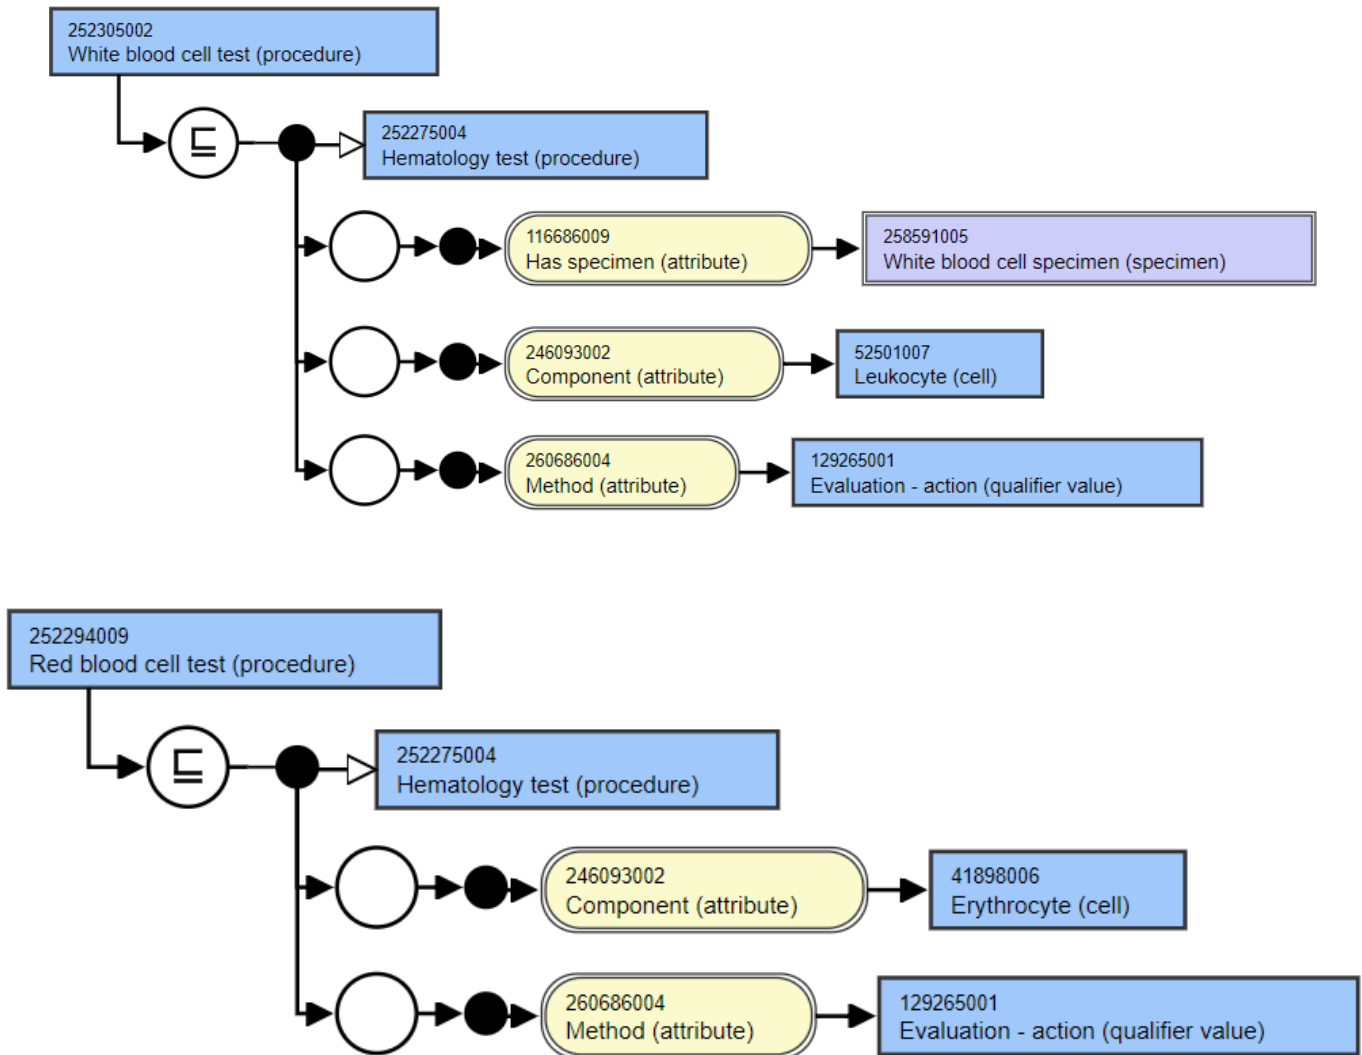 252305002
White blood cell test (procedure)
⊑
252275004
Hematology test (procedure)
116686009
Has specimen (attribute)
258591005
White blood cell specimen (specimen)
246093002
Component (attribute)
52501007
Leukocyte (cell)
260686004
Method (attribute)
129265001
Evaluation - action (qualifier value)
252294009
Red blood cell test (procedure)
⊑
252275004
Hematology test (procedure)
246093002
Component (attribute)
41898006
Erythrocyte (cell)
260686004
Method (attribute)
129265001
Evaluation - action (qualifier value)